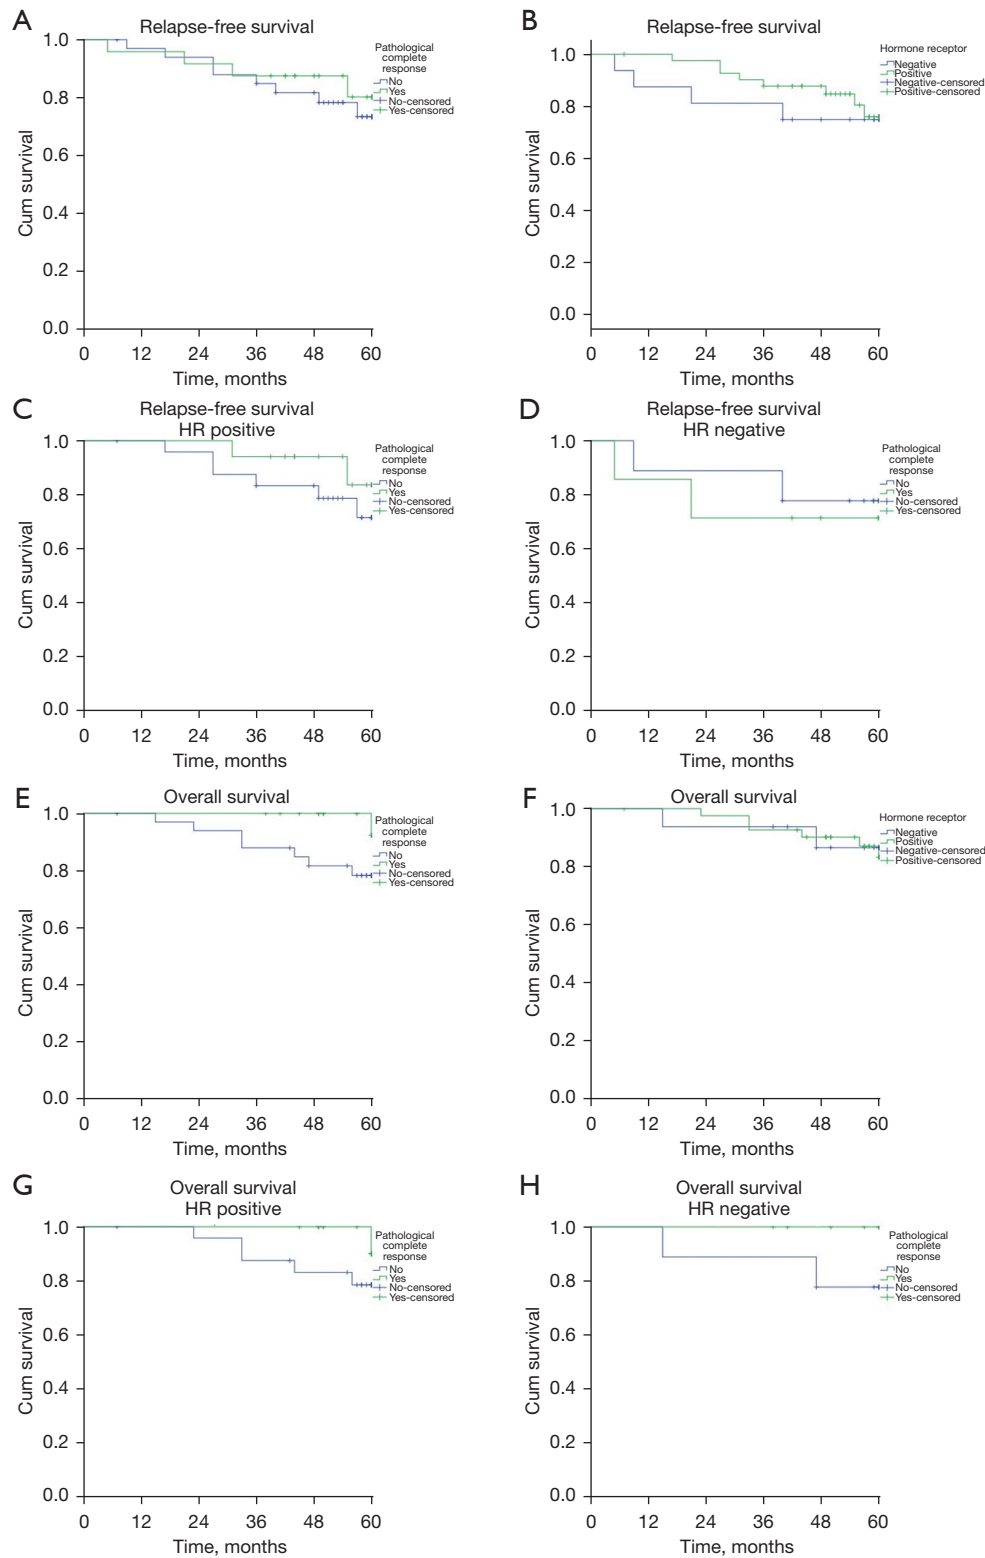 A
Relapse-free survival
Cum survival
1.0
0.8
0.6
0.4
0.2
0.0
0 12 24 36 48 60
Time, months
Pathological
complete
response
No
Yes
No-censored
Yes-censored
B
Relapse-free survival
Cum survival
1.0
0.8
0.6
0.4
0.2
0.0
0 12 24 36 48 60
Time, months
Hormone receptor
Negative
Positive
Negative-censored
Positive-censored
C
Relapse-free survival
HR positive
Cum survival
1.0
0.8
0.6
0.4
0.2
0.0
0 12 24 36 48 60
Time, months
Pathological
complete
response
No
Yes
No-censored
Yes-censored
D
Relapse-free survival
HR negative
Cum survival
1.0
0.8
0.6
0.4
0.2
0.0
0 12 24 36 48 60
Time, months
Pathological
complete
response
No
Yes
No-censored
Yes-censored
E
Overall survival
Cum survival
1.0
0.8
0.6
0.4
0.2
0.0
0 12 24 36 48 60
Time, months
Pathological
complete
response
No
Yes
No-censored
Yes-censored
F
Overall survival
Cum survival
1.0
0.8
0.6
0.4
0.2
0.0
0 12 24 36 48 60
Time, months
Hormone receptor
Negative
Positive
Negative-censored
Positive-censored
G
Overall survival
HR positive
Cum survival
1.0
0.8
0.6
0.4
0.2
0.0
0 12 24 36 48 60
Time, months
Pathological
complete
response
No
Yes
No-censored
Yes-censored
H
Overall survival
HR negative
Cum survival
1.0
0.8
0.6
0.4
0.2
0.0
0 12 24 36 48 60
Time, months
Pathological
complete
response
No
Yes
No-censored
Yes-censored